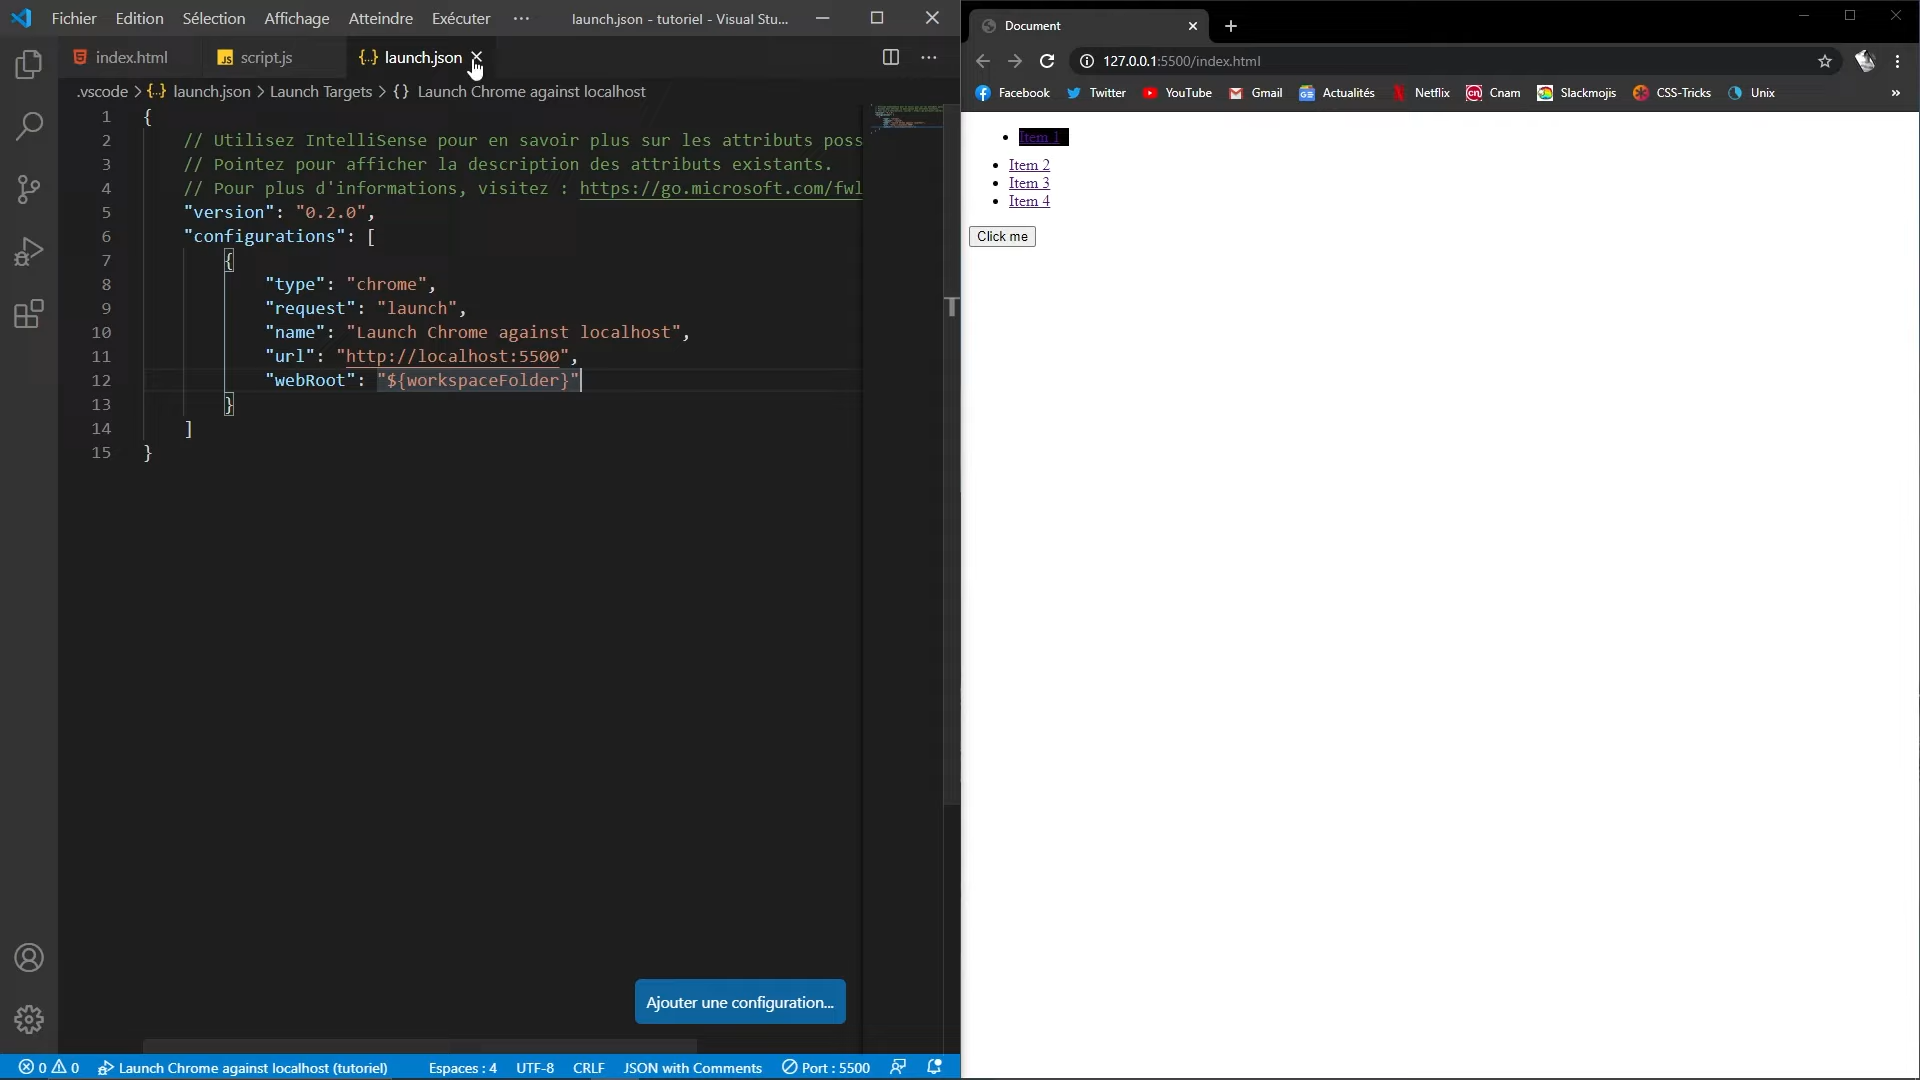 Fichier Edition Sélection Affichage Atteindre Exécuter ··· launch.json - tutoriel - Visual Stu...
index.html JS script.js {..} launch.json
.vscode > {..} launch.json > Launch Targets > {} Launch Chrome against localhost
1 {
2 // Utilisez IntelliSense pour en savoir plus sur les attributs poss
3 // Pointez pour afficher la description des attributs existants.
4 // Pour plus d'informations, visitez : https://go.microsoft.com/fwl
5 "version": "0.2.0",
6 "configurations": [
7 {
8 "type": "chrome",
9 "request": "launch",
10 "name": "Launch Chrome against localhost",
11 "url": "http://localhost:5500",
12 "webRoot": "${workspaceFolder}"
13 }
14 ]
15 }
Ajouter une configuration...
0 0 Launch Chrome against localhost (tutoriel) Espaces : 4 UTF-8 CRLF JSON with Comments Port : 5500
Document
127.0.0.1:5500/index.html
Facebook Twitter YouTube Gmail Actualités Netflix cn Cnam Slackmojis CSS-Tricks Unix »
Item 1
Item 2
Item 3
Item 4
Click me